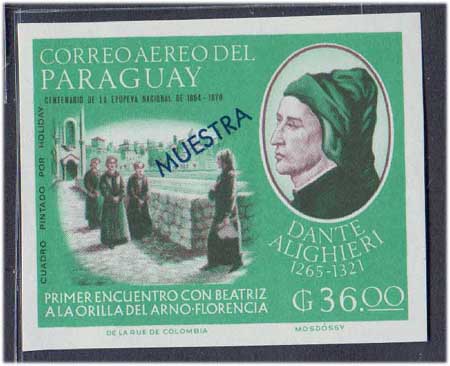 CORREO AEREO DEL
PARAGUAY
CENTENARIO DE LA EPOPEYA NACIONAL DE 1864-1870
CUADRO PINTADO POR HOLIDAY
MUESTRA
DANTE
ALIGHIERI
1265-1321
PRIMER ENCUENTRO CON BEATRIZ
A LA ORILLA DEL ARNO-FLORENCIA
₲ 36.00
DE LA RUE DE COLOMBIA
MOSDÓSSY